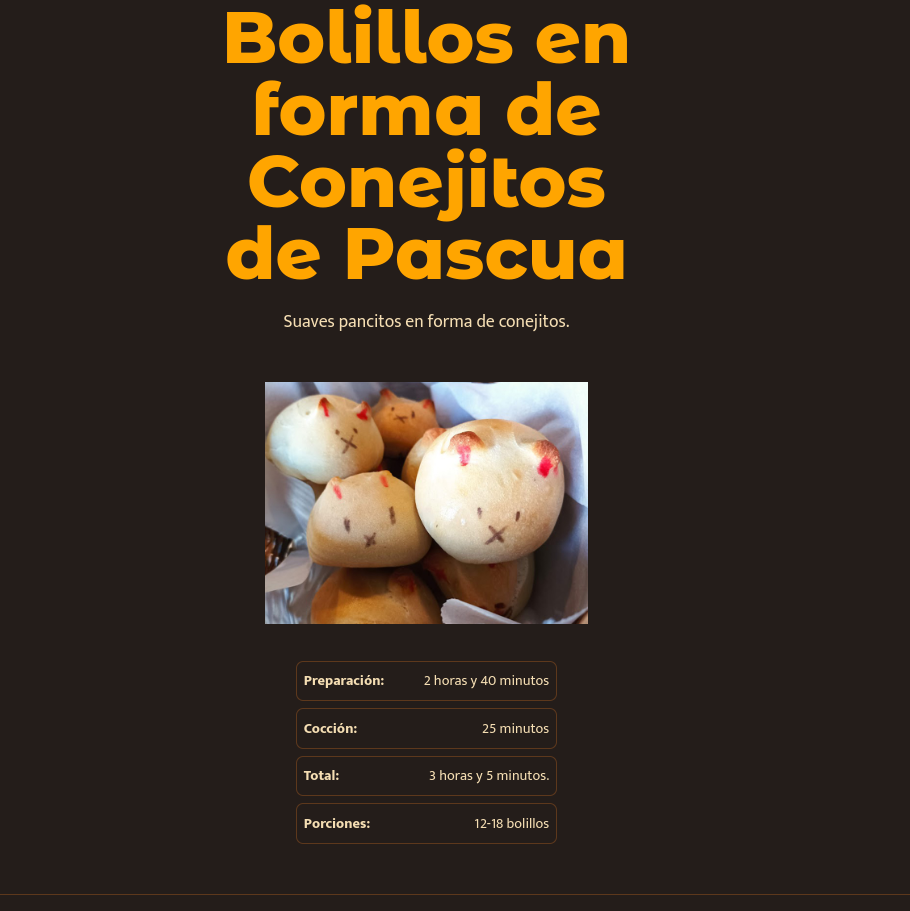 Bolillos en
forma de
Conejitos
de Pascua
Suaves pancitos en forma de conejitos.
Preparación: 2 horas y 40 minutos
Cocción: 25 minutos
Total: 3 horas y 5 minutos.
Porciones: 12-18 bolillos